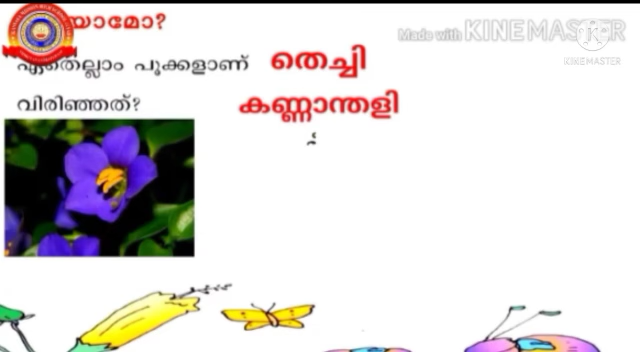 യാമോ?
Made with KINEMASTER
KINEMASTER
ഏതെല്ലാം പൂക്കളാണ് തെച്ചി
വിരിഞ്ഞത്? കണ്ണാന്തളി